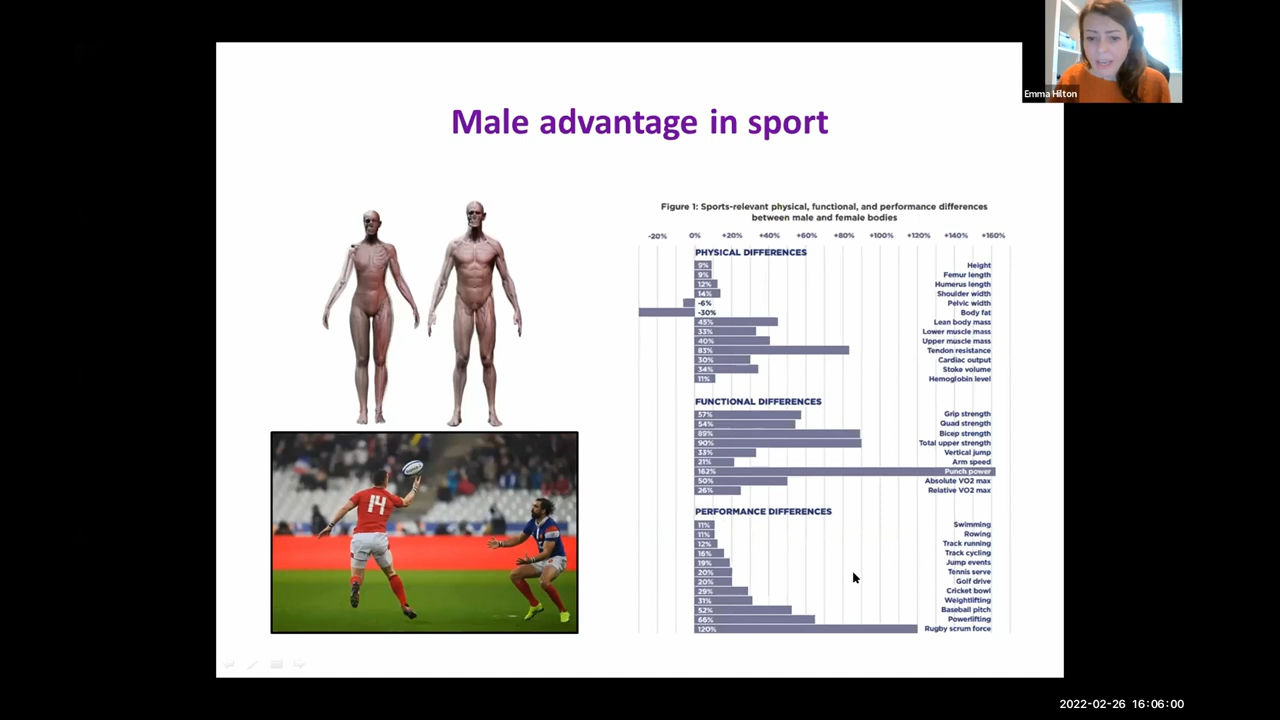 Emma Hilton
Male advantage in sport
Figure 1: Sports-relevant physical, functional, and performance differences
between male and female bodies
-20% 0% +20% +40% +60% +80% +100% +120% +140% +160%
PHYSICAL DIFFERENCES
9% Height
9% Femur length
12% Humerus length
14% Shoulder width
-6% Pelvic width
-30% Body fat
45% Lean body mass
33% Lower muscle mass
40% Upper muscle mass
83% Tendon resistance
30% Cardiac output
34% Stoke volume
11% Hemoglobin level
FUNCTIONAL DIFFERENCES
57% Grip strength
54% Quad strength
89% Bicep strength
90% Total upper strength
33% Vertical jump
21% Arm speed
162% Punch power
50% Absolute VO2 max
26% Relative VO2 max
PERFORMANCE DIFFERENCES
11% Swimming
11% Rowing
12% Track running
16% Track cycling
19% Jump events
20% Tennis serve
20% Golf drive
29% Cricket bowl
31% Weightlifting
52% Baseball pitch
66% Powerlifting
120% Rugby scrum force
14
2022-02-26 16:06:00